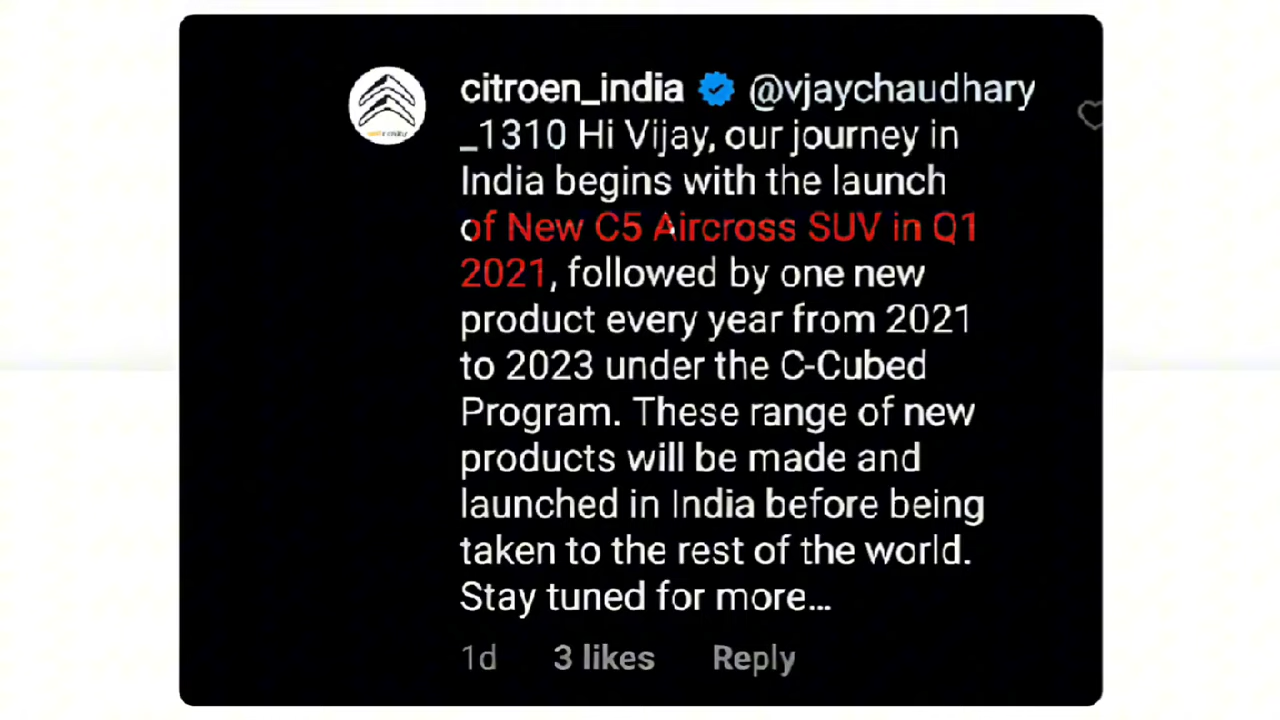 citroen_india @vjaychaudhary
_1310 Hi Vijay, our journey in
India begins with the launch
of New C5 Aircross SUV in Q1
2021, followed by one new
product every year from 2021
to 2023 under the C-Cubed
Program. These range of new
products will be made and
launched in India before being
taken to the rest of the world.
Stay tuned for more...
1d 3 likes Reply